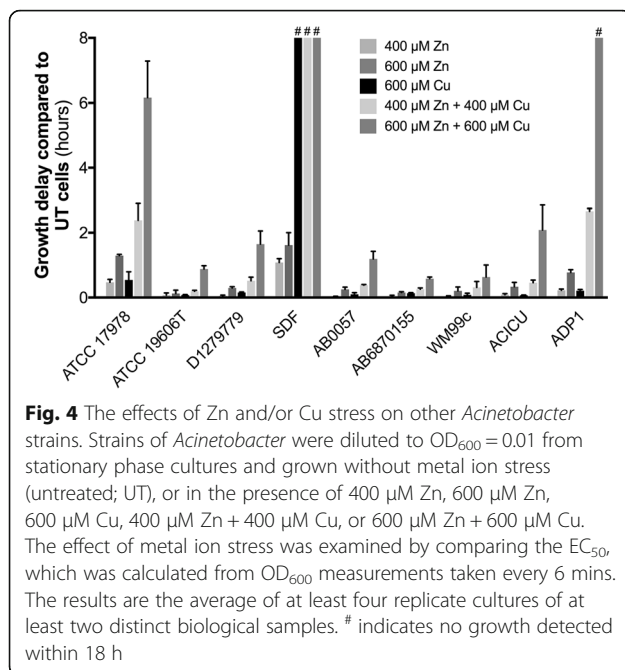 # # # #
8
6
4
2
0
Growth delay compared to
UT cells (hours)
400 µM Zn
600 µM Zn
600 µM Cu
400 µM Zn + 400 µM Cu
600 µM Zn + 600 µM Cu
ATCC 17978
ATCC 19606T
D1279779
SDF
AB0057
AB6870155
WM99c
ACICU
ADP1
Fig. 4 The effects of Zn and/or Cu stress on other Acinetobacter
strains. Strains of Acinetobacter were diluted to OD600 = 0.01 from
stationary phase cultures and grown without metal ion stress
(untreated; UT), or in the presence of 400 µM Zn, 600 µM Zn,
600 µM Cu, 400 µM Zn + 400 µM Cu, or 600 µM Zn + 600 µM Cu.
The effect of metal ion stress was examined by comparing the EC50,
which was calculated from OD600 measurements taken every 6 mins.
The results are the average of at least four replicate cultures of at
least two distinct biological samples. # indicates no growth detected
within 18 h